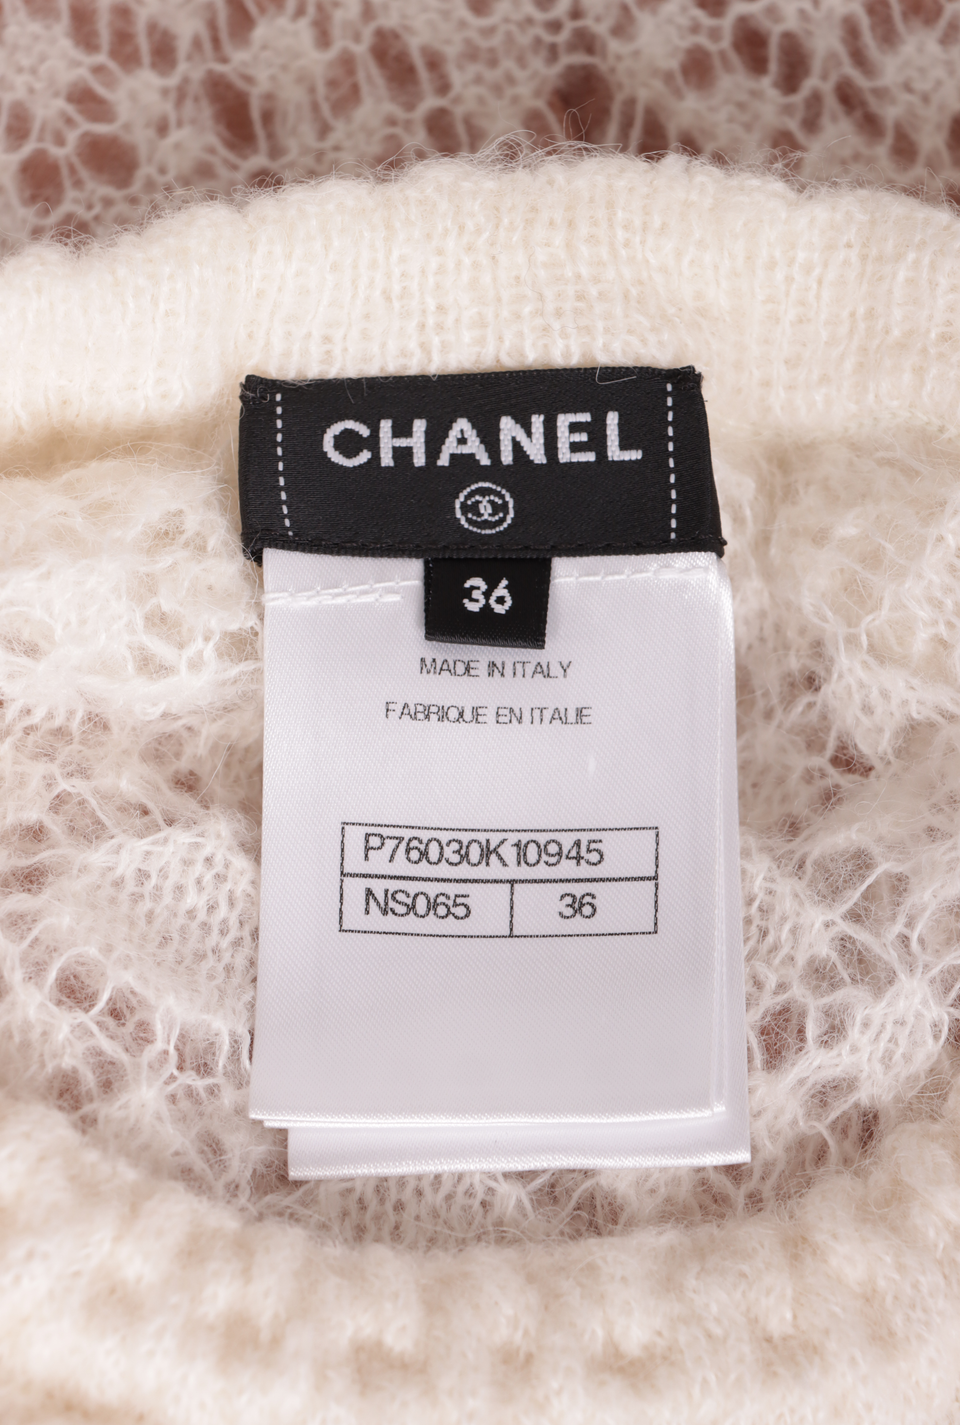 CHANEL
36
MADE IN ITALY
FABRIQUE EN ITALIE
P76030K10945
NS065 36